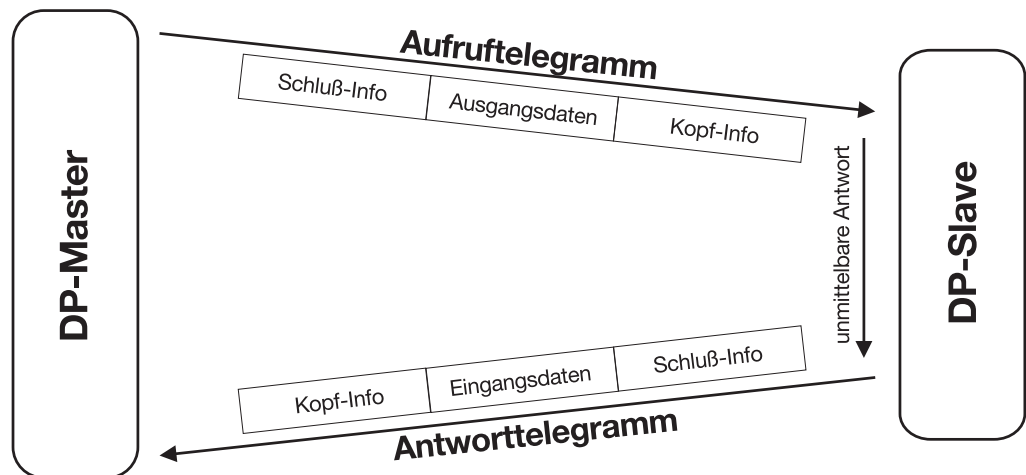 DP-Master
Aufruftelegramm
Schluß-Info
Ausgangsdaten
Kopf-Info
unmittelbare Antwort
DP-Slave
Kopf-Info
Eingangsdaten
Schluß-Info
Antworttelegramm